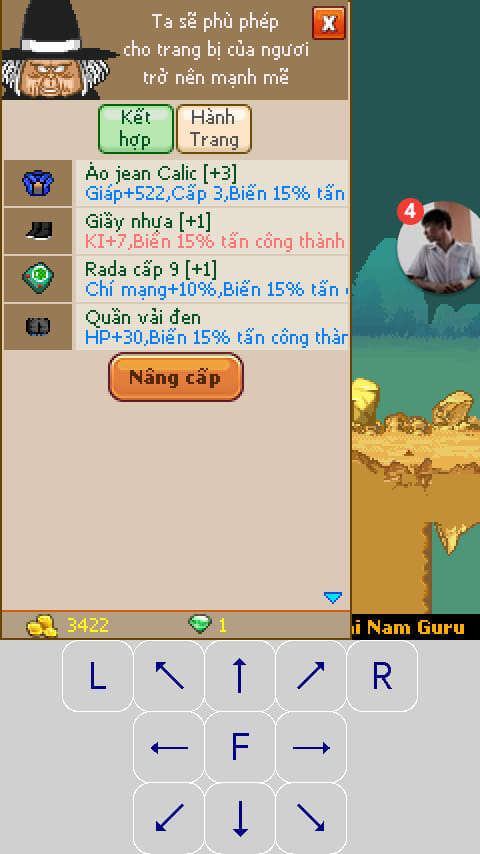 Ta sẽ phù phép
cho trang bị của ngươi
trở nên mạnh mẽ
X
Kết
hợp
Hành
Trang
Áo jean Calic [+3]
Giáp+522,Cấp 3,Biến 15% tấn
Giầy nhựa [+1]
KI+7,Biến 15% tấn công thành
Rada cấp 9 [+1]
Chí mạng+10%,Biến 15% tấn
Quần vải đen
HP+30,Biến 15% tấn công
4
Nâng cấp
3422
1
Nam Guru
L
R
F